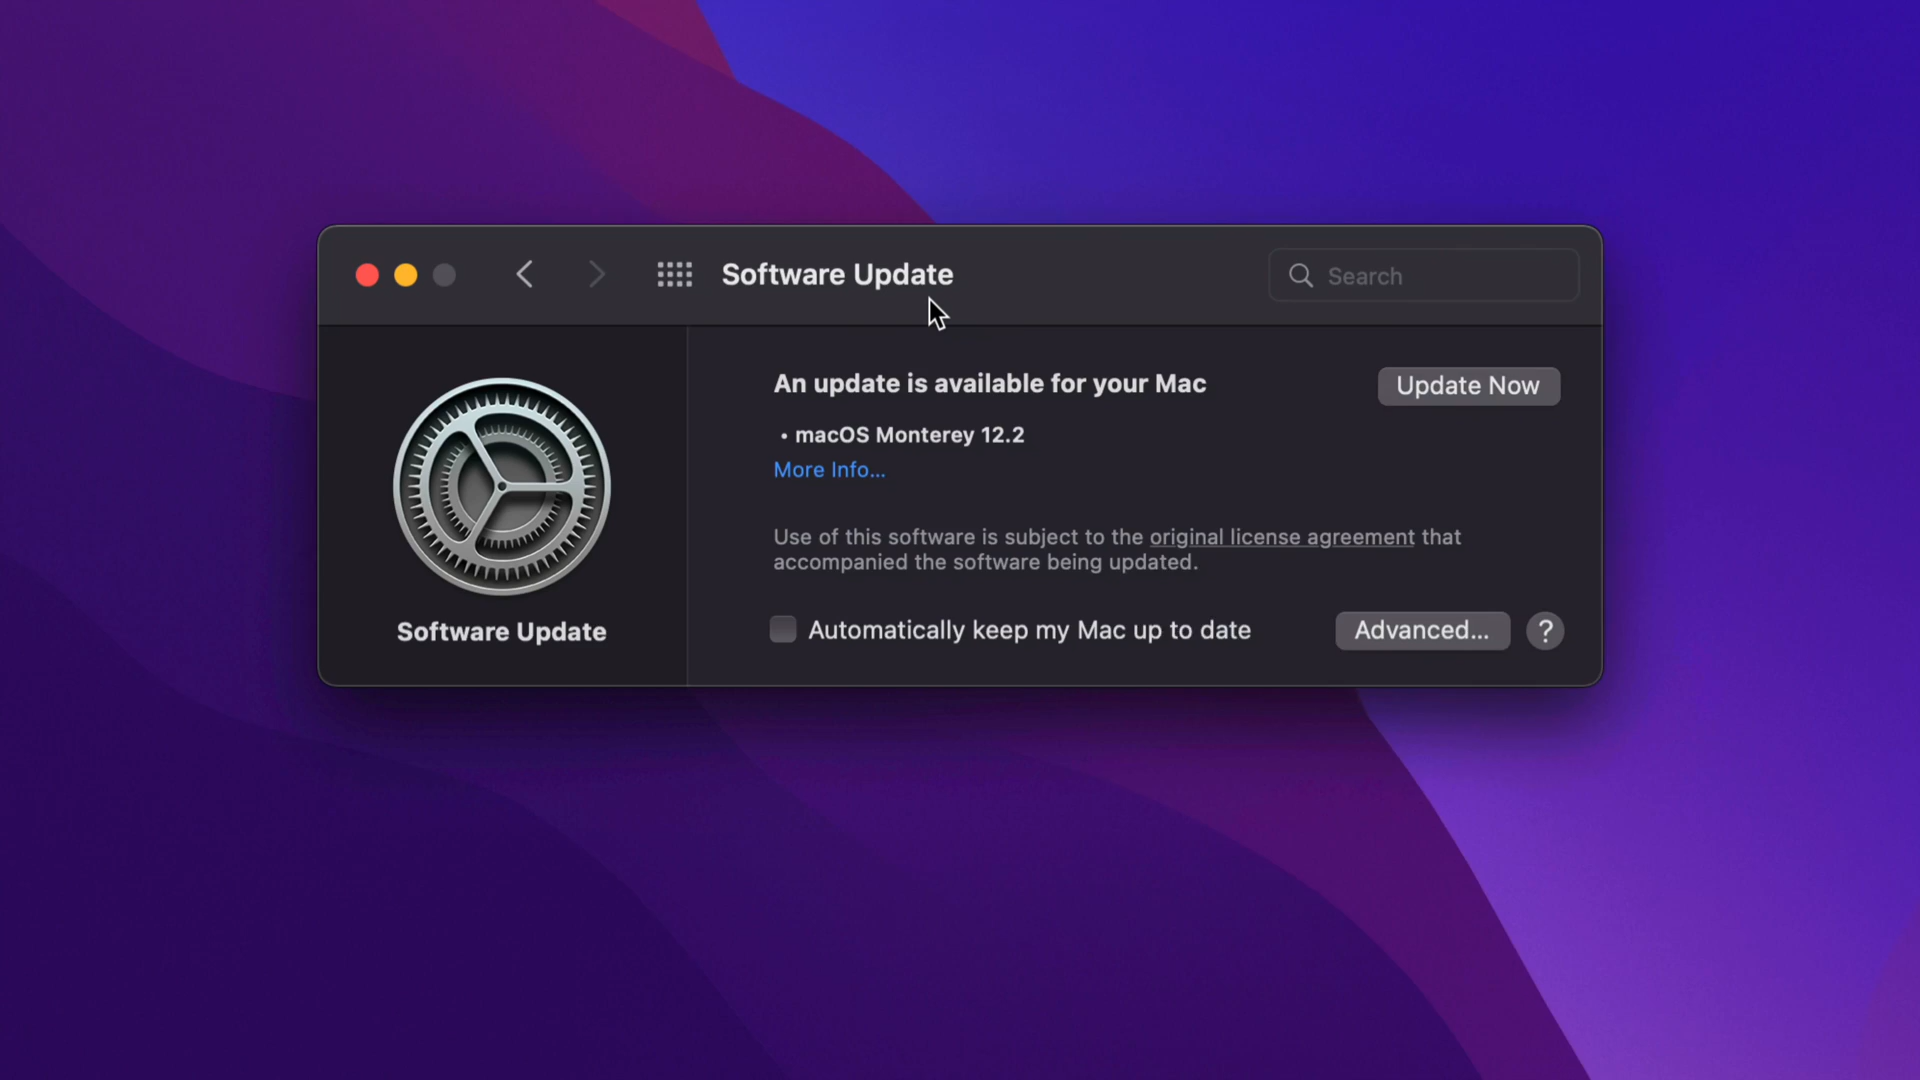 Software Update
Search
An update is available for your Mac
Update Now
• macOS Monterey 12.2
More Info...
Use of this software is subject to the original license agreement that
accompanied the software being updated.
Software Update
Automatically keep my Mac up to date
Advanced...
?